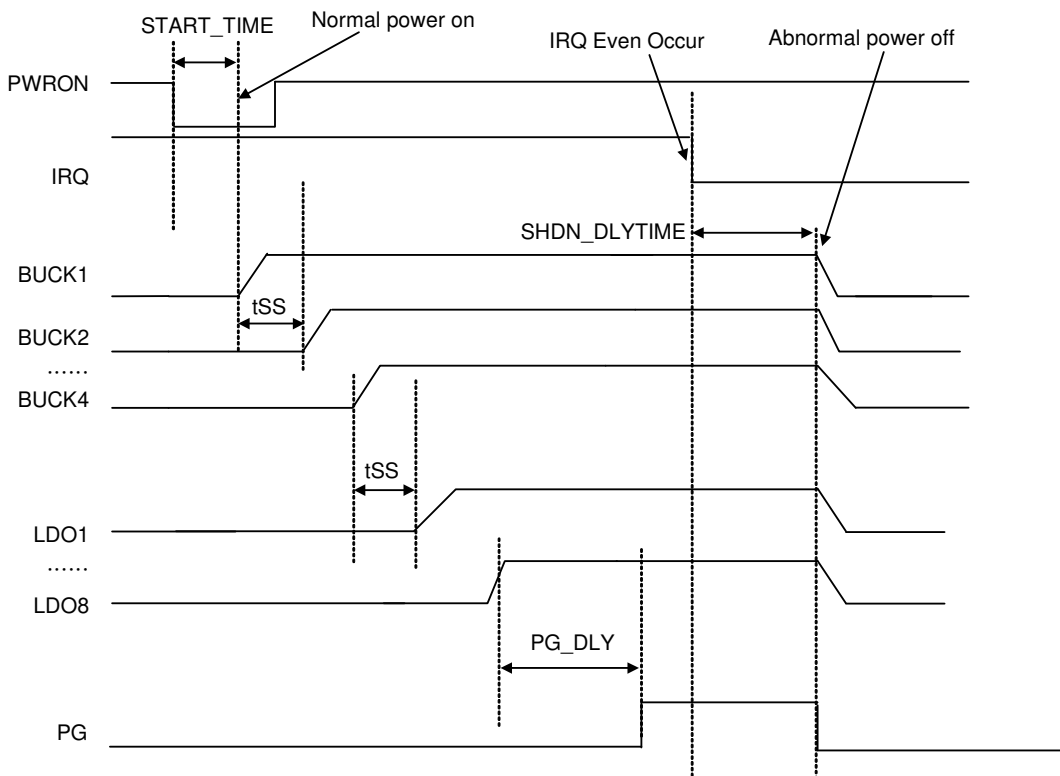 START_TIME
Normal power on
IRQ Even Occur
Abnormal power off
PWRON
IRQ
SHDN_DLYTIME
BUCK1
tSS
BUCK2
......
BUCK4
tSS
LDO1
......
LDO8
PG_DLY
PG